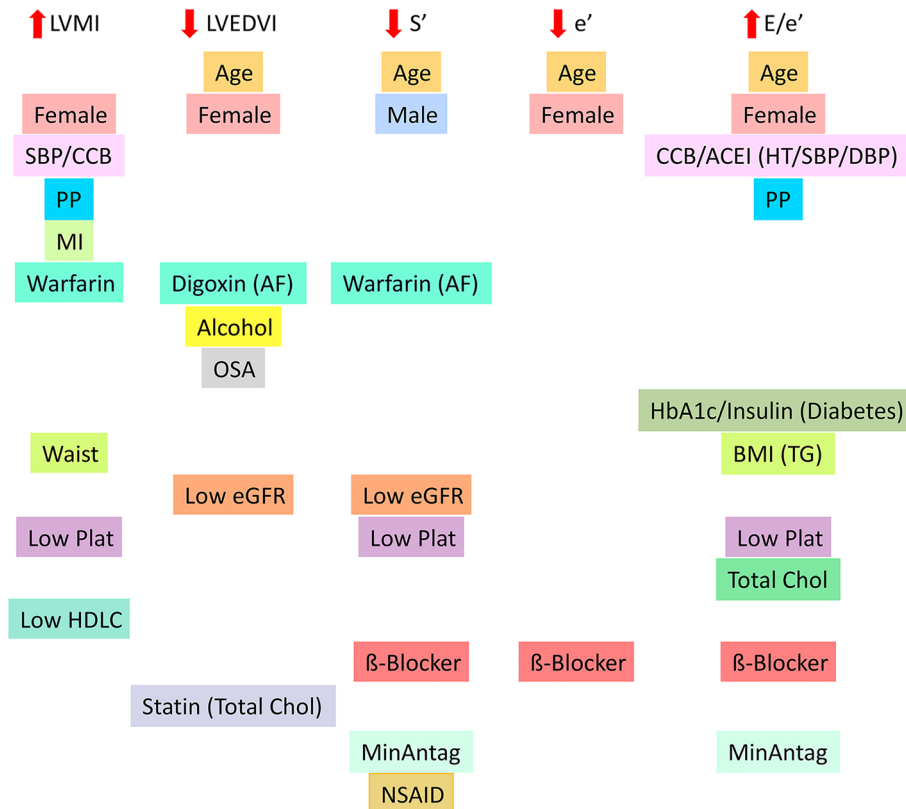 LVMI LVEDVI S’ e’ E/e’
Age Age Age Age
Female Female Male Female Female
SBP/CCB CCB/ACEI (HT/SBP/DBP)
PP PP
MI
Warfarin Digoxin (AF) Warfarin (AF)
Alcohol
OSA
HbA1c/Insulin (Diabetes)
Waist BMI (TG)
Low eGFR Low eGFR
Low Plat Low Plat Low Plat
Total Chol
Low HDLC
ß-Blocker ß-Blocker ß-Blocker
Statin (Total Chol)
MinAntag MinAntag
NSAID